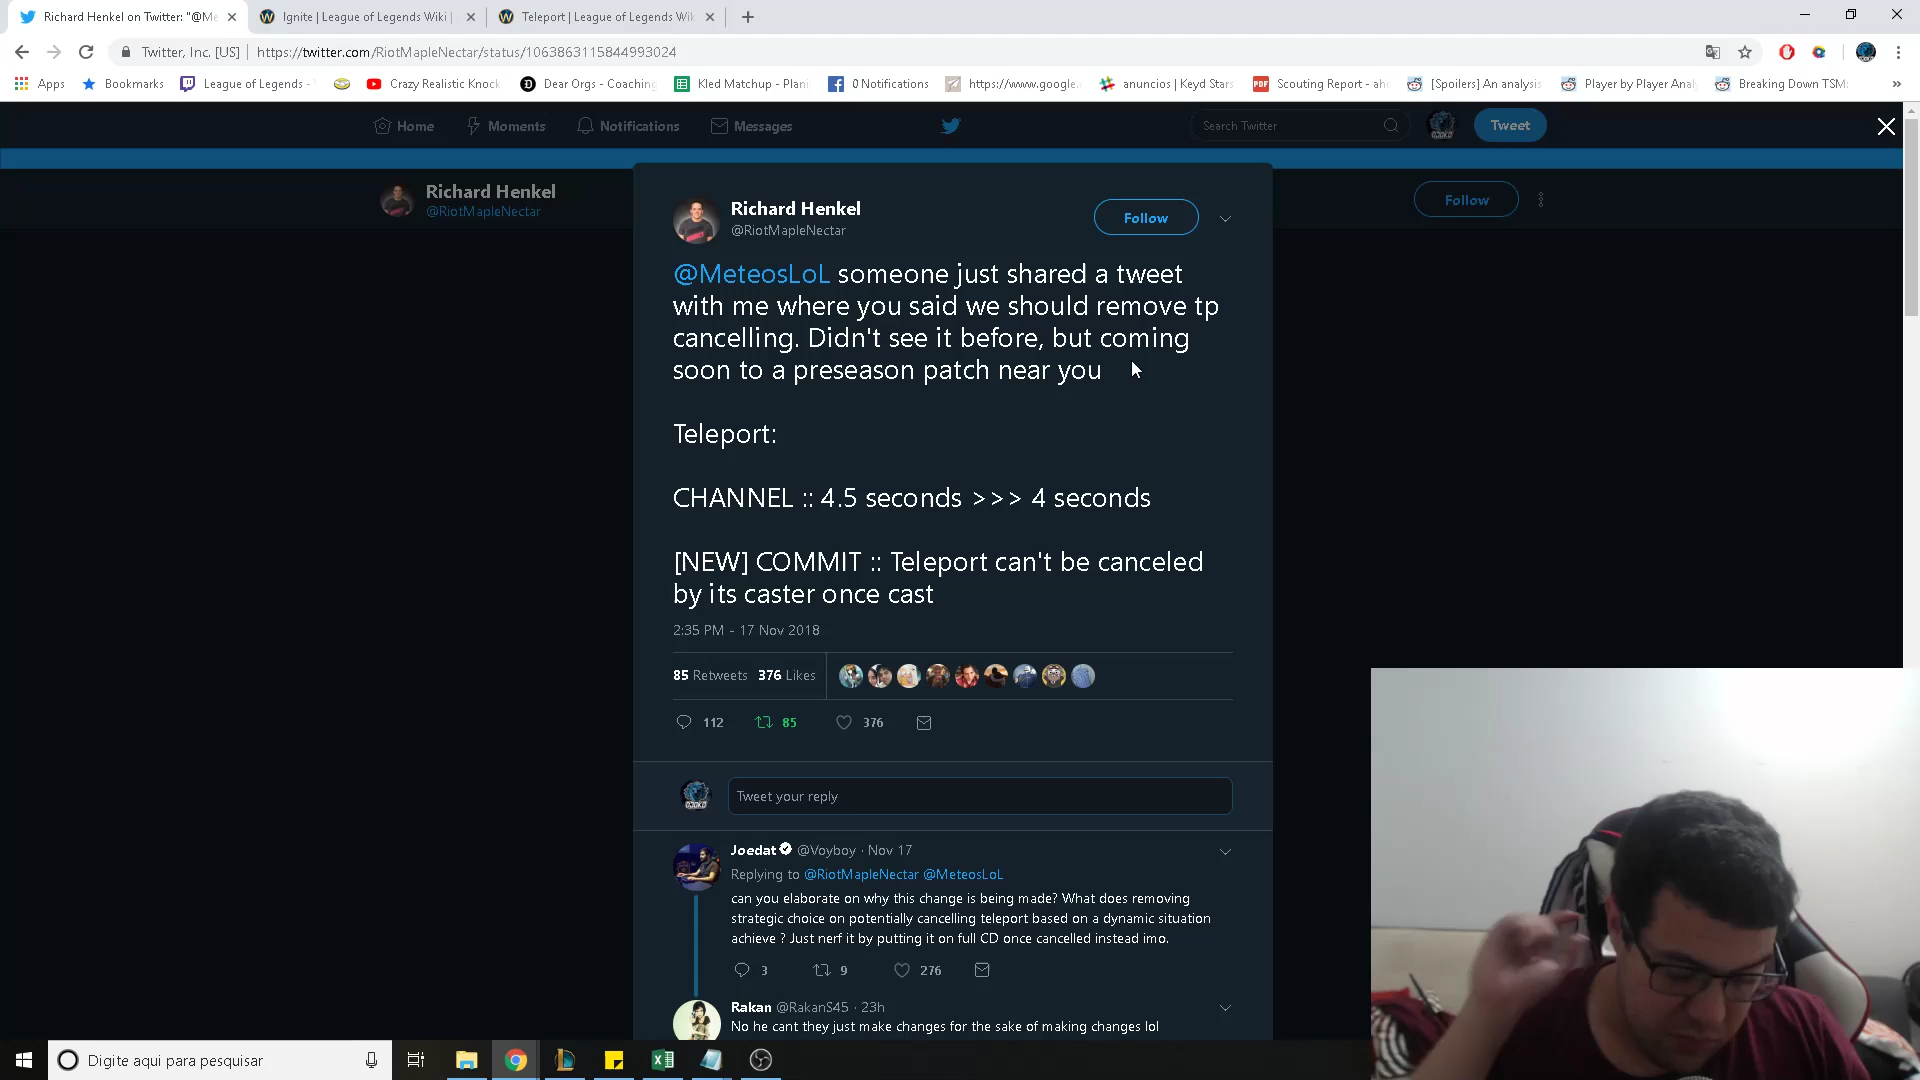 Richard Henkel on Twitter: "@Me
Ignite | League of Legends Wiki |
Teleport | League of Legends Wik
Twitter, Inc. [US] | https://twitter.com/RiotMapleNectar/status/1063863115844993024
Apps
Bookmarks
League of Legends -
Crazy Realistic Knock
Dear Orgs - Coaching
Kled Matchup - Plani
0 Notifications
https://www.google.
anuncios | Keyd Stars
Scouting Report - aho
[Spoilers] An analysis
Player by Player Analy
Breaking Down TSM:
»
Home
Moments
Notifications
Messages
Search Twitter
Tweet
Richard Henkel
@RiotMapleNectar
Follow
Richard Henkel
@RiotMapleNectar
Follow
@MeteosLoL someone just shared a tweet
with me where you said we should remove tp
cancelling. Didn't see it before, but coming
soon to a preseason patch near you
Teleport:
CHANNEL :: 4.5 seconds >>> 4 seconds
[NEW] COMMIT :: Teleport can't be canceled
by its caster once cast
2:35 PM - 17 Nov 2018
85 Retweets 376 Likes
112 85 376
Tweet your reply
Joedat @Voyboy · Nov 17
Replying to @RiotMapleNectar @MeteosLoL
can you elaborate on why this change is being made? What does removing
strategic choice on potentially cancelling teleport based on a dynamic situation
achieve ? Just nerf it by putting it on full CD once cancelled instead imo.
3 9 276
Rakan @RakanS45 · 23h
No he cant they just make changes for the sake of making changes lol
Digite aqui para pesquisar